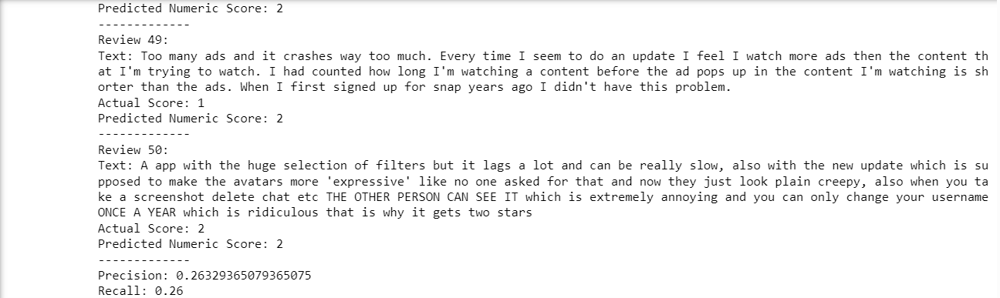 Predicted Numeric Score: 2
-------------
Review 49:
Text: Too many ads and it crashes way too much. Every time I seem to do an update I feel I watch more ads then the content th
at I'm trying to watch. I had counted how long I'm watching a content before the ad pops up in the content I'm watching is sh
orter than the ads. When I first signed up for snap years ago I didn't have this problem.
Actual Score: 1
Predicted Numeric Score: 2
-------------
Review 50:
Text: A app with the huge selection of filters but it lags a lot and can be really slow, also with the new update which is su
pposed to make the avatars more 'expressive' like no one asked for that and now they just look plain creepy, also when you ta
ke a screenshot delete chat etc THE OTHER PERSON CAN SEE IT which is extremely annoying and you can only change your username
ONCE A YEAR which is ridiculous that is why it gets two stars
Actual Score: 2
Predicted Numeric Score: 2
-------------
Precision: 0.26329365079365075
Recall: 0.26